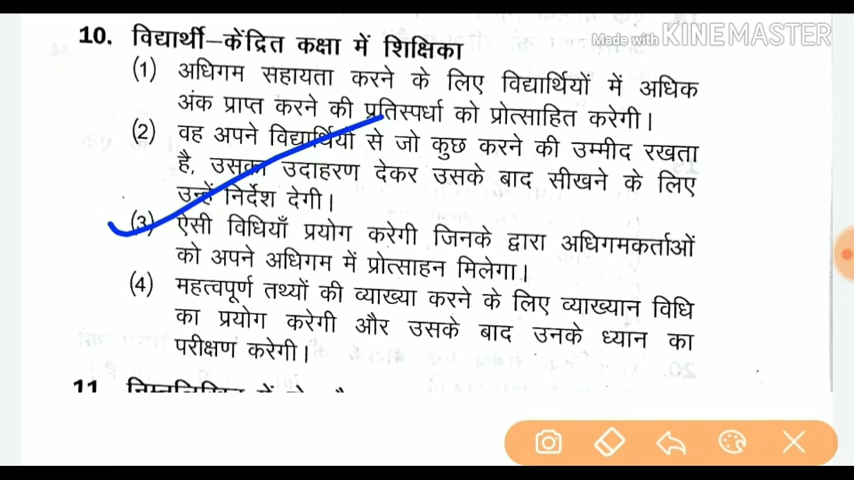 10. विद्यार्थी–केंद्रित कक्षा में शिक्षिका
Made with KINEMASTER
(1) अधिगम सहायता करने के लिए विद्यार्थियों में अधिक
अंक प्राप्त करने की प्रतिस्पर्धा को प्रोत्साहित करेगी।
(2) वह अपने विद्यार्थियों से जो कुछ करने की उम्मीद रखता
है, उसका उदाहरण देकर उसके बाद सीखने के लिए
उन्हें निर्देश देगी।
(3) ऐसी विधियाँ प्रयोग करेगी जिनके द्वारा अधिगमकर्ताओं
को अपने अधिगम में प्रोत्साहन मिलेगा।
(4) महत्वपूर्ण तथ्यों की व्याख्या करने के लिए व्याख्यान विधि
का प्रयोग करेगी और उसके बाद उनके ध्यान का
परीक्षण करेगी।
11